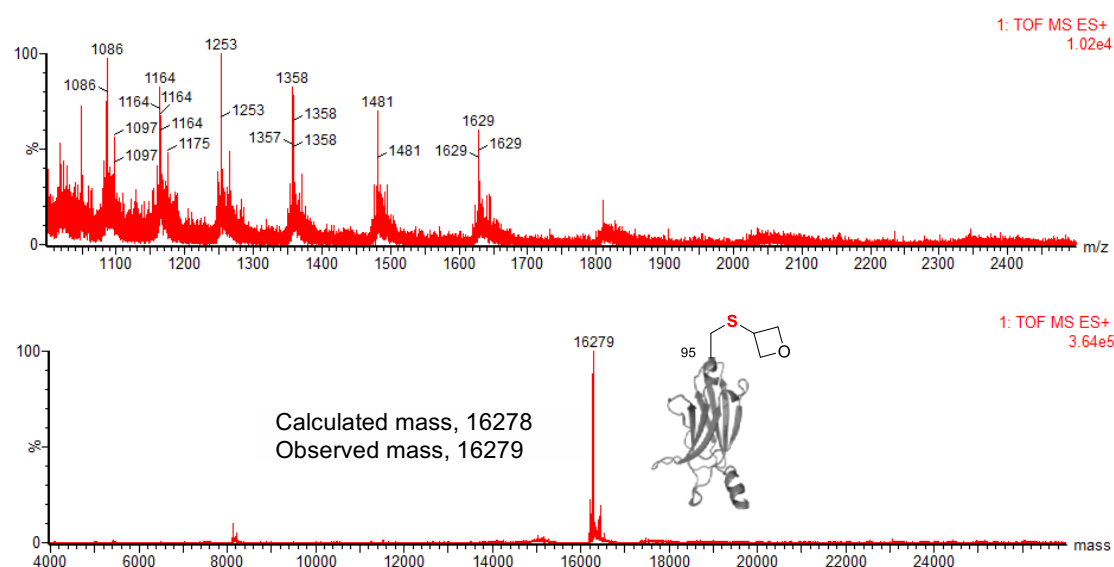 1: TOF MS ES+
1.02e4
100
%
0
1086
1086
1097
1097
1164
1164
1164
1164
1175
1253
1253
1358
1358
1357
1358
1481
1481
1629
1629
1629
1100 1200 1300 1400 1500 1600 1700 1800 1900 2000 2100 2200 2300 2400
m/z
1: TOF MS ES+
3.64e5
S
O
95
16279
100
%
0
Calculated mass, 16278
Observed mass, 16279
4000 6000 8000 10000 12000 14000 16000 18000 20000 22000 24000
mass